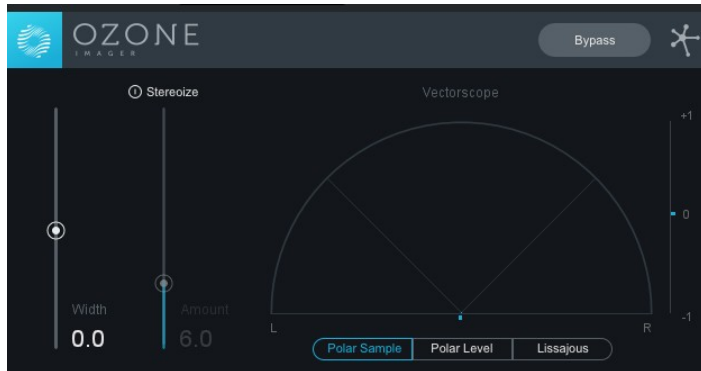 OZONE
IMAGER
Bypass
Stereoize
Vectorscope
+1
0
-1
Width
Amount
0.0
6.0
L
R
Polar Sample
Polar Level
Lissajous